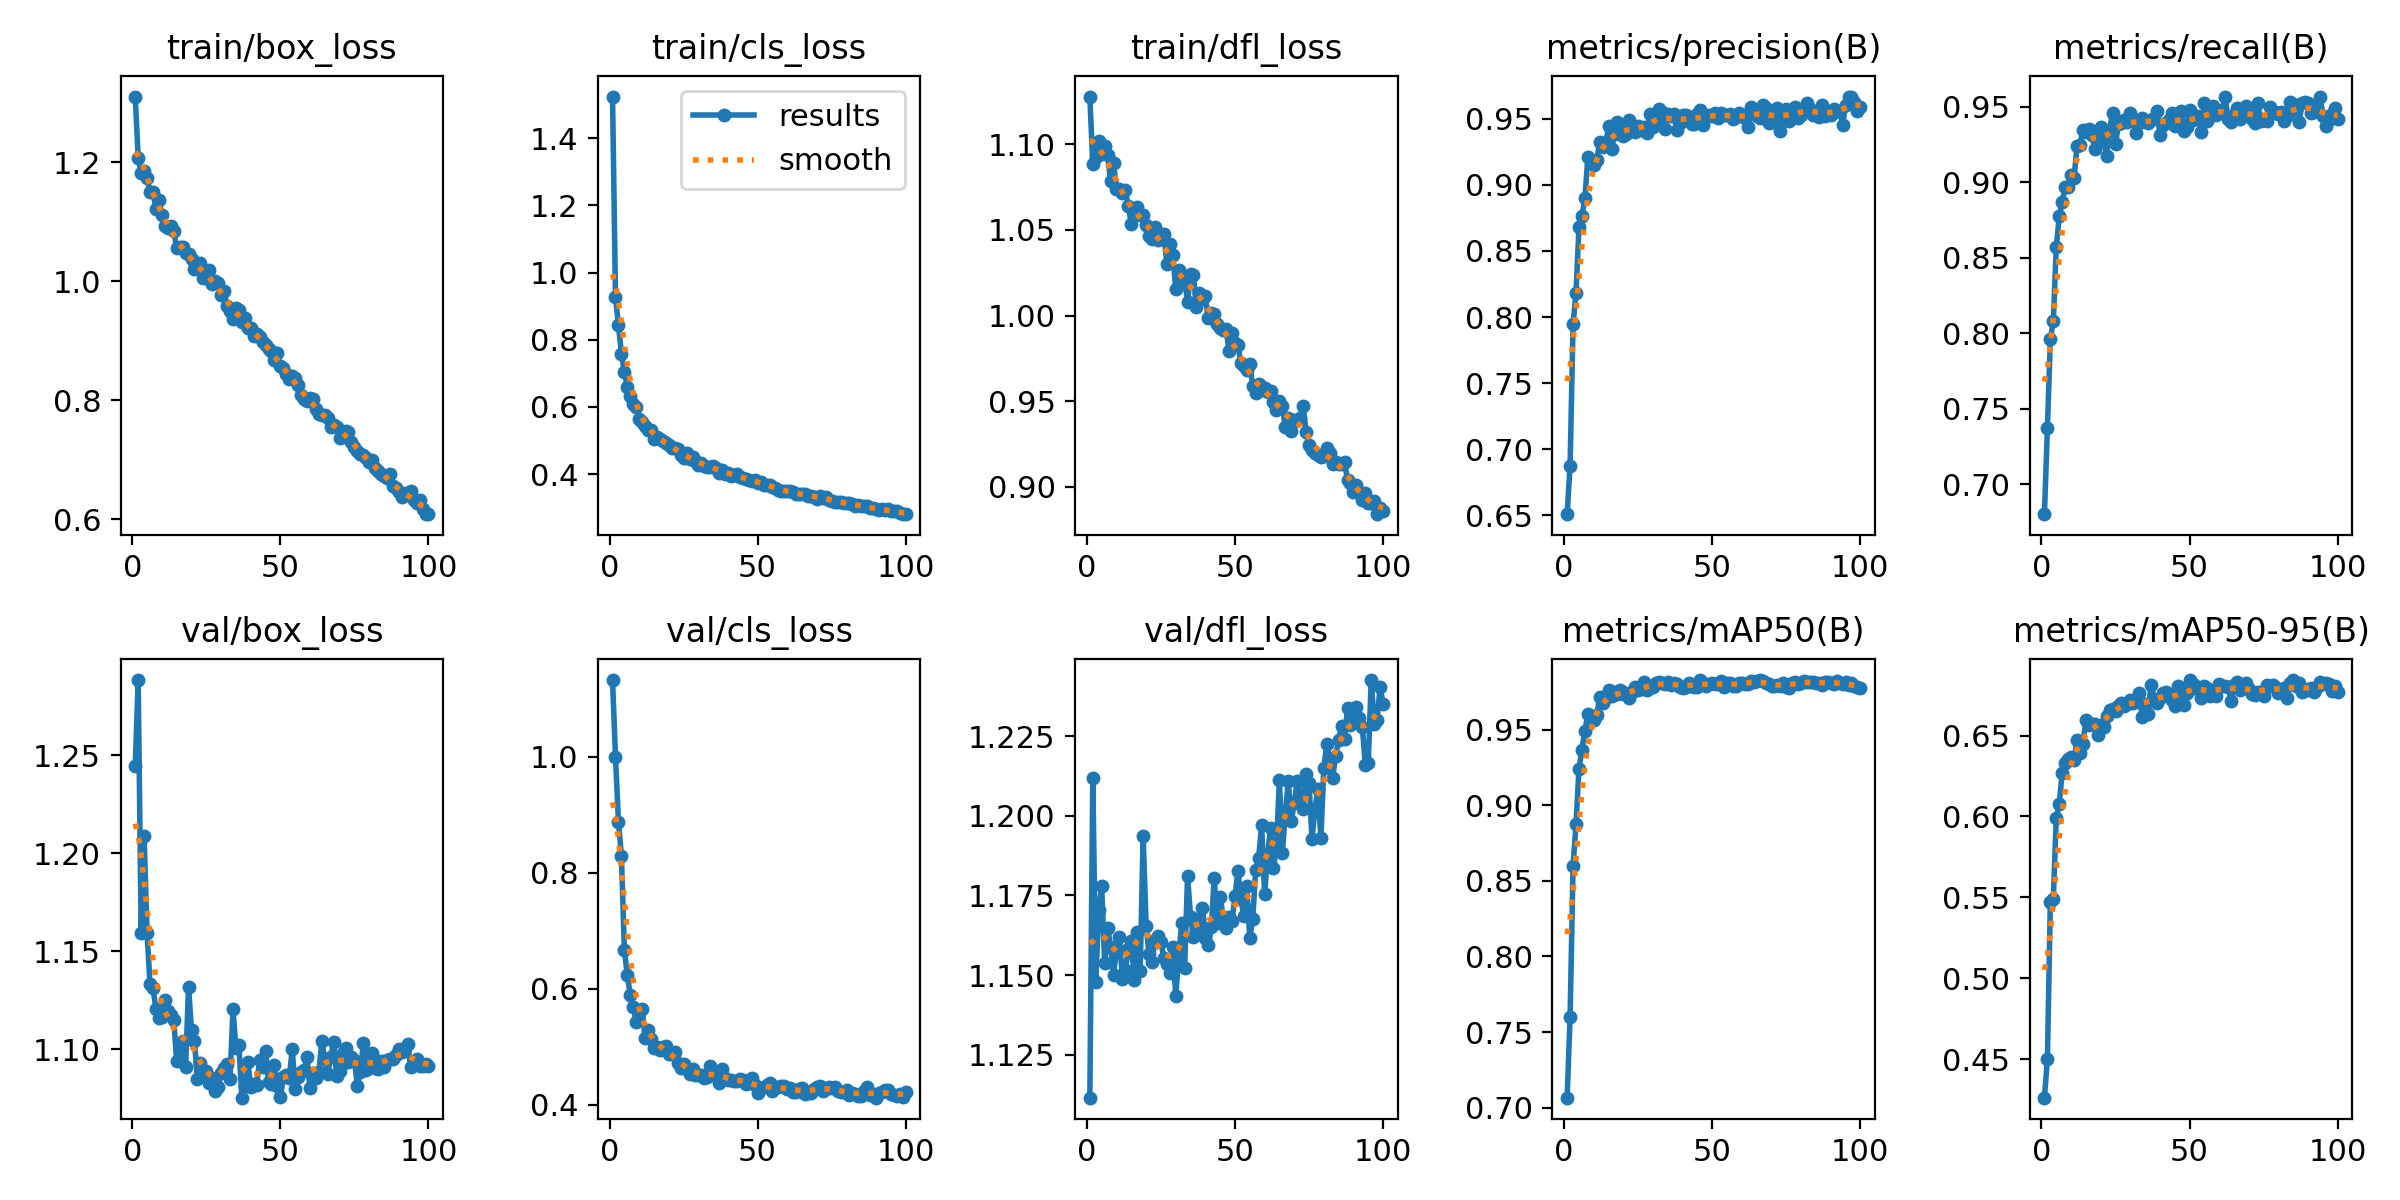 train/box_loss
1.2
1.0
0.8
0.6
0 50 100
train/cls_loss
results
smooth
1.4
1.2
1.0
0.8
0.6
0.4
0 50 100
train/dfl_loss
1.10
1.05
1.00
0.95
0.90
0 50 100
metrics/precision(B)
0.95
0.90
0.85
0.80
0.75
0.70
0.65
0 50 100
metrics/recall(B)
0.95
0.90
0.85
0.80
0.75
0.70
0 50 100
val/box_loss
1.25
1.20
1.15
1.10
0 50 100
val/cls_loss
1.0
0.8
0.6
0.4
0 50 100
val/dfl_loss
1.225
1.200
1.175
1.150
1.125
0 50 100
metrics/mAP50(B)
0.95
0.90
0.85
0.80
0.75
0.70
0 50 100
metrics/mAP50-95(B)
0.65
0.60
0.55
0.50
0.45
0 50 100